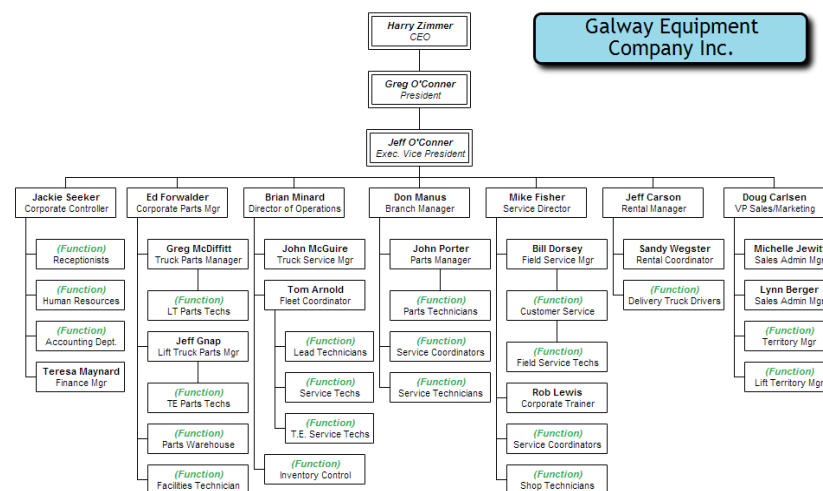 Galway Equipment
Company Inc.
Harry Zimmer
CEO
Greg O'Conner
President
Jeff O'Conner
Exec. Vice President
Jackie Seeker
Corporate Controller
(Function)
Receptionists
(Function)
Human Resources
(Function)
Accounting Dept.
Teresa Maynard
Finance Mgr
Ed Forwalder
Corporate Parts Mgr
Greg McDiffitt
Truck Parts Manager
(Function)
LT Parts Techs
Jeff Gnap
Lift Truck Parts Mgr
(Function)
TE Parts Techs
(Function)
Parts Warehouse
(Function)
Facilities Technician
Brian Minard
Director of Operations
John McGuire
Truck Service Mgr
Tom Arnold
Fleet Coordinator
(Function)
Lead Technicians
(Function)
Service Techs
(Function)
T.E. Service Techs
(Function)
Inventory Control
Don Manus
Branch Manager
John Porter
Parts Manager
(Function)
Parts Technicians
(Function)
Service Coordinators
(Function)
Service Technicians
Mike Fisher
Service Director
Bill Dorsey
Field Service Mgr
(Function)
Customer Service
(Function)
Field Service Techs
Rob Lewis
Corporate Trainer
(Function)
Service Coordinators
(Function)
Shop Technicians
Jeff Carson
Rental Manager
Sandy Wegster
Rental Coordinator
(Function)
Delivery Truck Drivers
Doug Carlsen
VP Sales/Marketing
Michelle Jewitt
Sales Admin Mgr
Lynn Berger
Sales Admin Mgr
(Function)
Territory Mgr
(Function)
Lift Territory Mgr